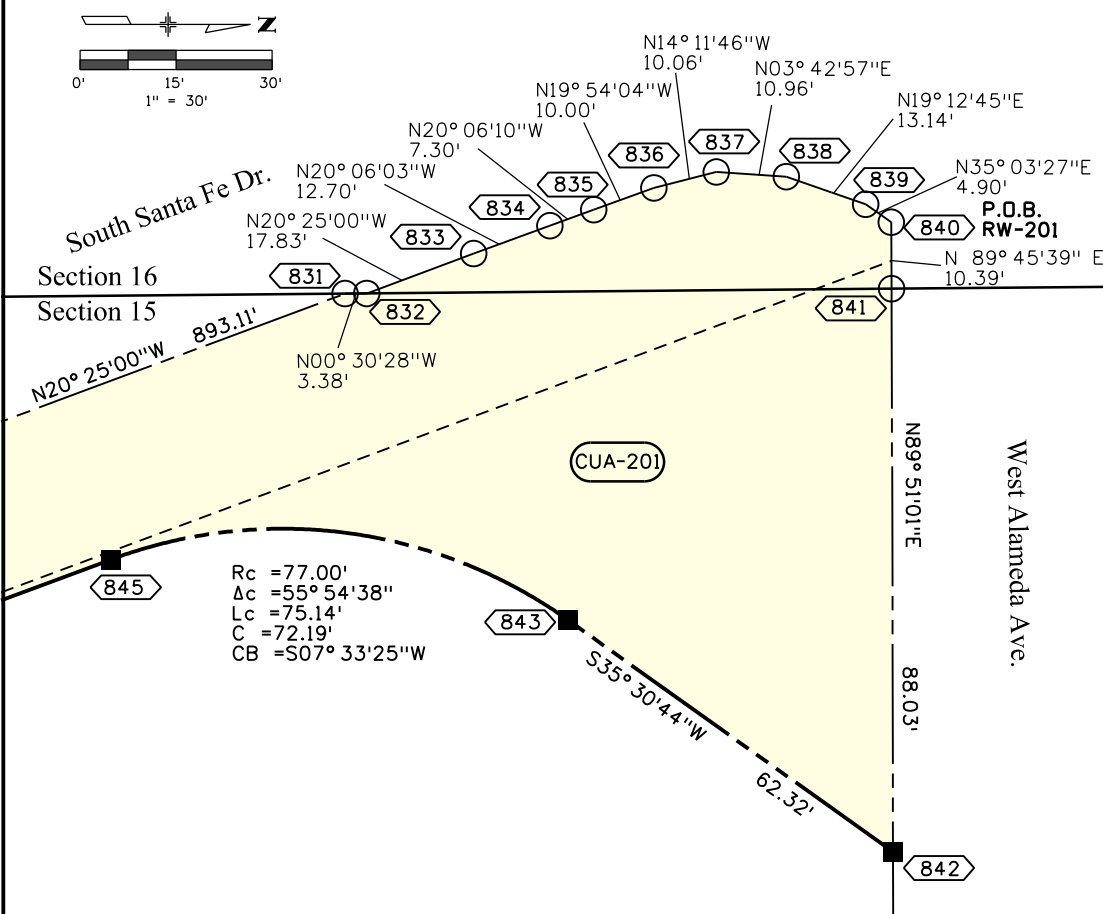 N
0' 15' 30'
1" = 30'
N14° 11'46"W
10.06'
N03° 42'57"E
10.96'
N19° 54'04"W
10.00'
N19° 12'45"E
13.14'
N20° 06'10"W
7.30'
N35° 03'27"E
4.90'
N20° 06'03"W
12.70'
N20° 25'00"W
17.83'
South Santa Fe Dr.
831
832
833
834
835
836
837
838
839
840
P.O.B.
RW-201
N 89° 45'39" E
10.39'
841
Section 16
Section 15
N20° 25'00"W 893.11'
N00° 30'28"W
3.38'
CUA-201
N89° 51'01"E
88.03'
West Alameda Ave.
845
Rc =77.00'
Δc =55° 54'38"
Lc =75.14'
C =72.19'
CB =S07° 33'25"W
843
S35° 30'44"W
62.32'
842